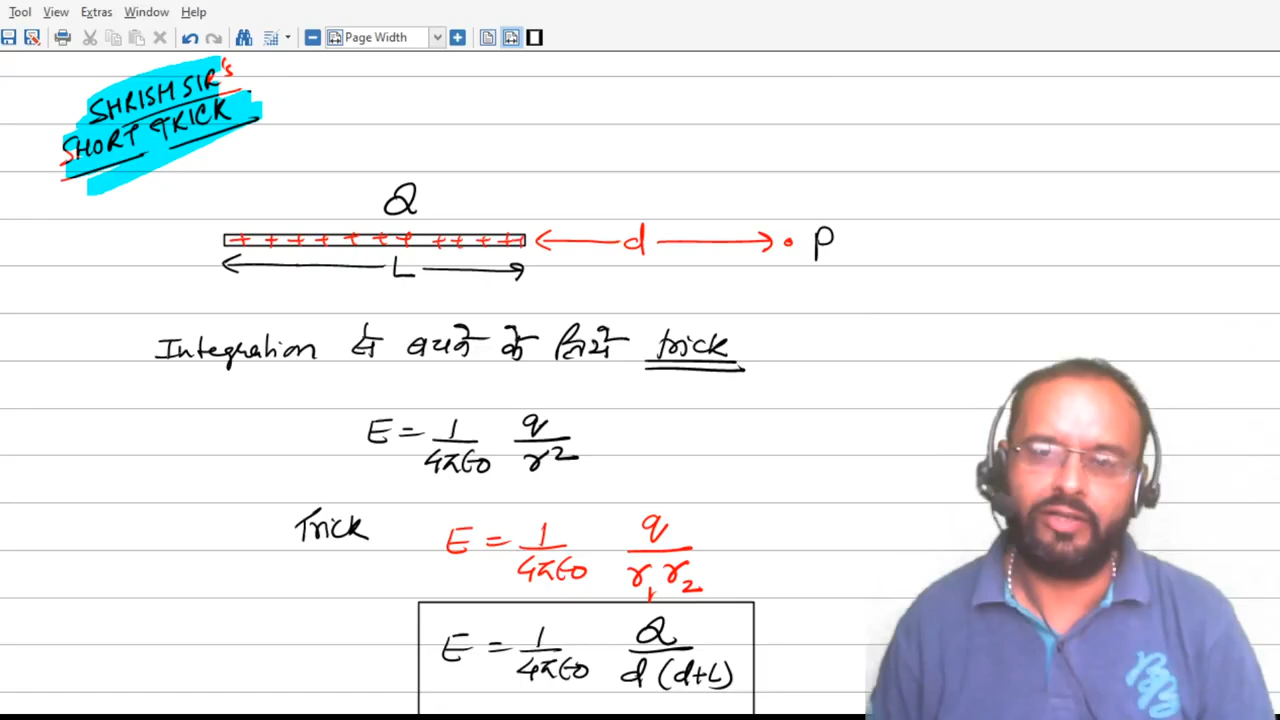 Tool View Extras Window Help
Page Width
SHRISH SIR's
SHORT TRICK
Q
+ + + + + + + + + + +
d P
L
Integration से बचने के लिये trick
E = 1/4πε0 q/r²
Trick E = 1/4πε0 q/r₁r₂
E = 1/4πε0 Q/d(d+L)